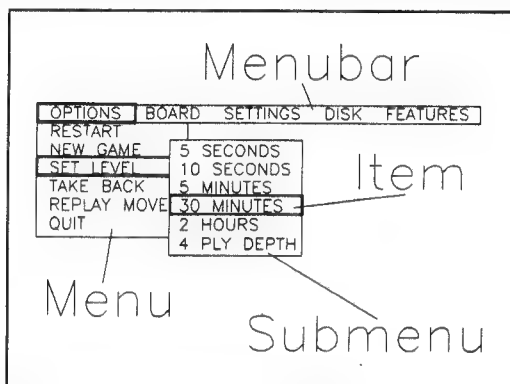 Menubar
OPTIONS BOARD SETTINGS DISK FEATURES
RESTART
NEW GAME
SET LEVEL
TAKE BACK
REPLAY MOVE
QUIT
5 SECONDS
10 SECONDS
5 MINUTES
30 MINUTES
2 HOURS
4 PLY DEPTH
Item
Menu
Submenu